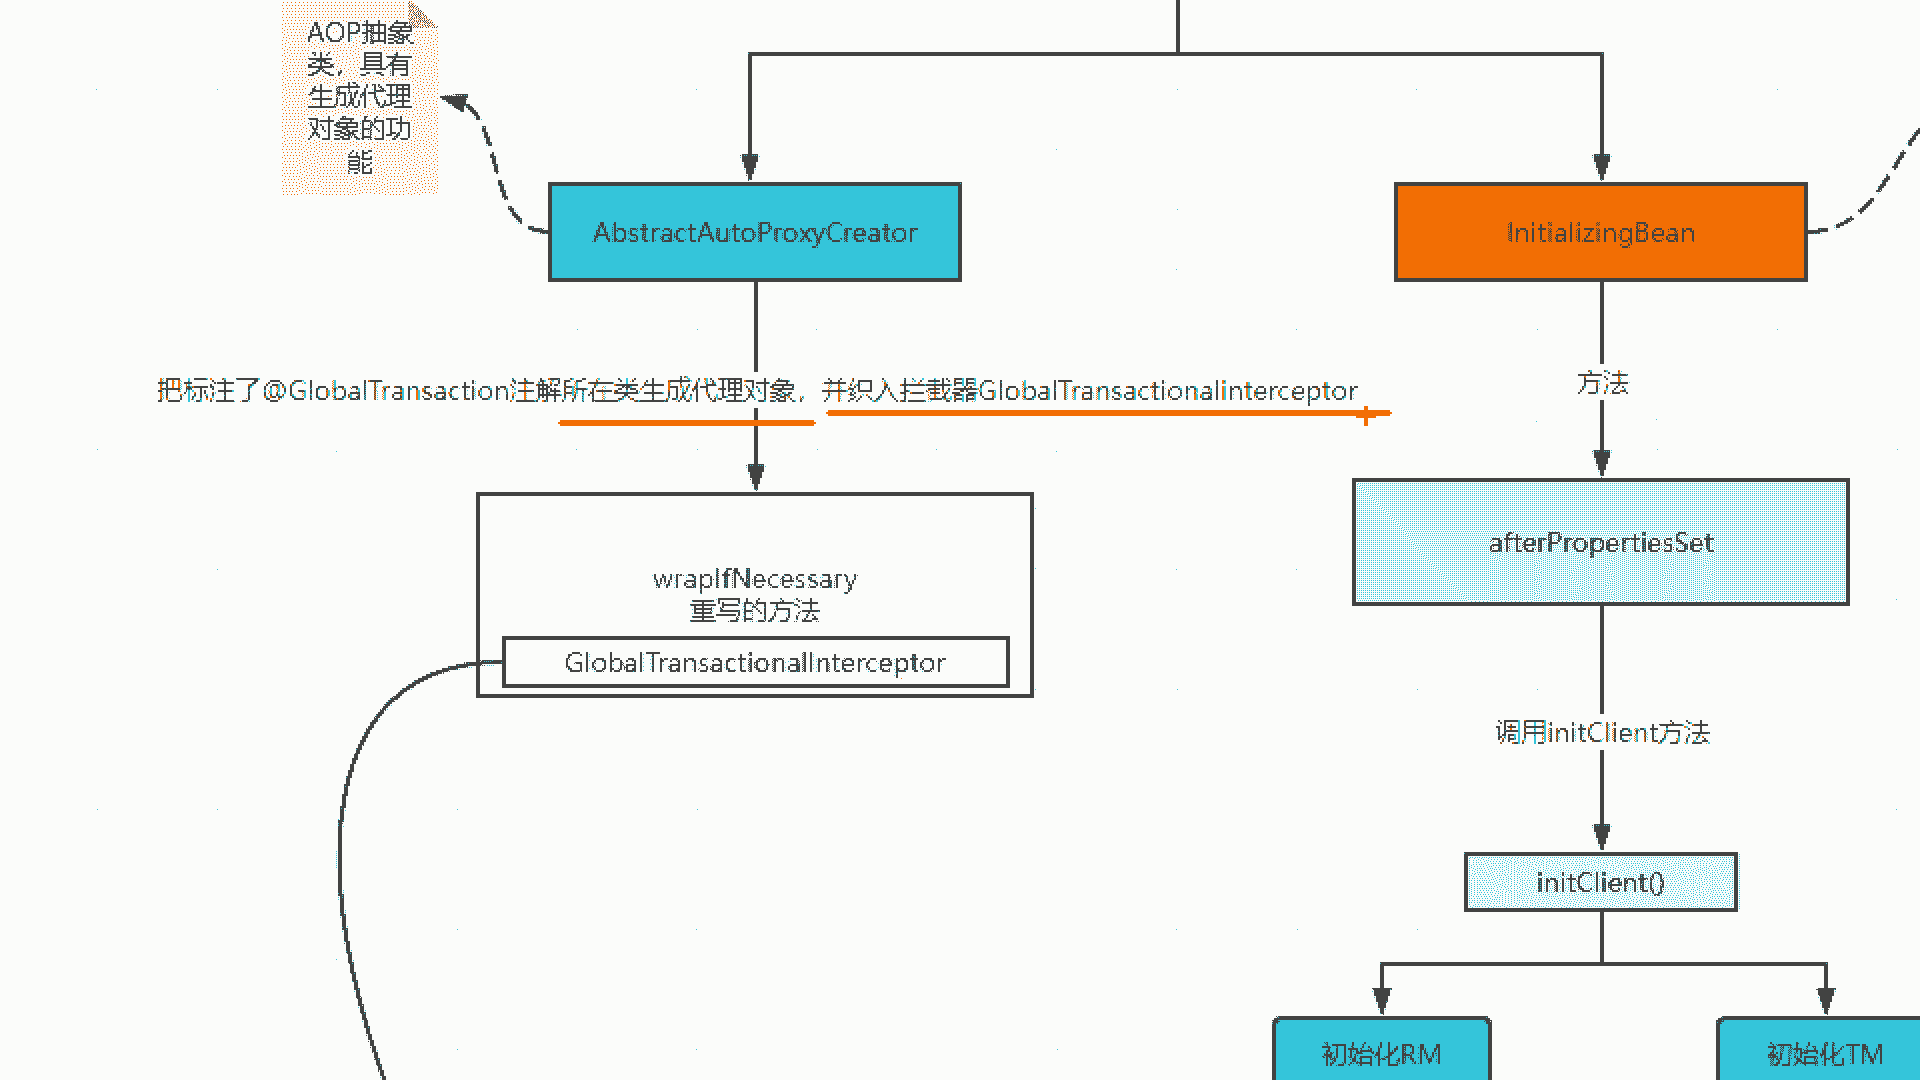 AOP抽象
类，具有
生成代理
对象的功
能
AbstractAutoProxyCreator
InitializingBean
把标注了@GlobalTransaction注解所在类生成代理对象，并织入拦截器GlobalTransactionalinterceptor
方法
afterPropertiesSet
wrapIfNecessary
重写的方法
GlobalTransactionalInterceptor
调用initClient方法
initClient()
初始化RM
初始化TM